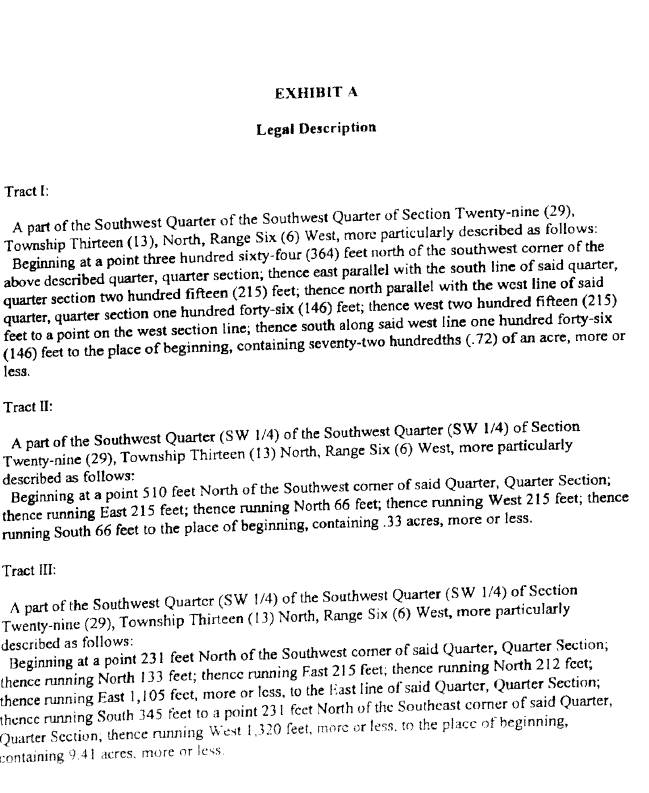 EXHIBIT A
Legal Description
Tract I:
A part of the Southwest Quarter of the Southwest Quarter of Section Twenty-nine (29),
Township Thirteen (13), North, Range Six (6) West, more particularly described as follows:
Beginning at a point three hundred sixty-four (364) feet north of the southwest corner of the
above described quarter, quarter section; thence east parallel with the south line of said quarter,
quarter section two hundred fifteen (215) feet; thence north parallel with the west line of said
quarter, quarter section one hundred forty-six (146) feet; thence west two hundred fifteen (215)
feet to a point on the west section line; thence south along said west line one hundred forty-six
(146) feet to the place of beginning, containing seventy-two hundredths (.72) of an acre, more or
less.
Tract II:
A part of the Southwest Quarter (SW 1/4) of the Southwest Quarter (SW 1/4) of Section
Twenty-nine (29), Township Thirteen (13) North, Range Six (6) West, more particularly
described as follows:
Beginning at a point 510 feet North of the Southwest corner of said Quarter, Quarter Section;
thence running East 215 feet; thence running North 66 feet; thence running West 215 feet; thence
running South 66 feet to the place of beginning, containing .33 acres, more or less.
Tract III:
A part of the Southwest Quarter (SW 1/4) of the Southwest Quarter (SW 1/4) of Section
Twenty-nine (29), Township Thirteen (13) North, Range Six (6) West, more particularly
described as follows:
Beginning at a point 231 feet North of the Southwest corner of said Quarter, Quarter Section;
thence running North 133 feet; thence running East 215 feet; thence running North 212 feet;
thence running East 1,105 feet, more or less, to the East line of said Quarter, Quarter Section;
thence running South 345 feet to a point 231 feet North of the Southeast corner of said Quarter,
Quarter Section; thence running West 1,320 feet, more or less, to the place of beginning,
containing 9.41 acres, more or less.